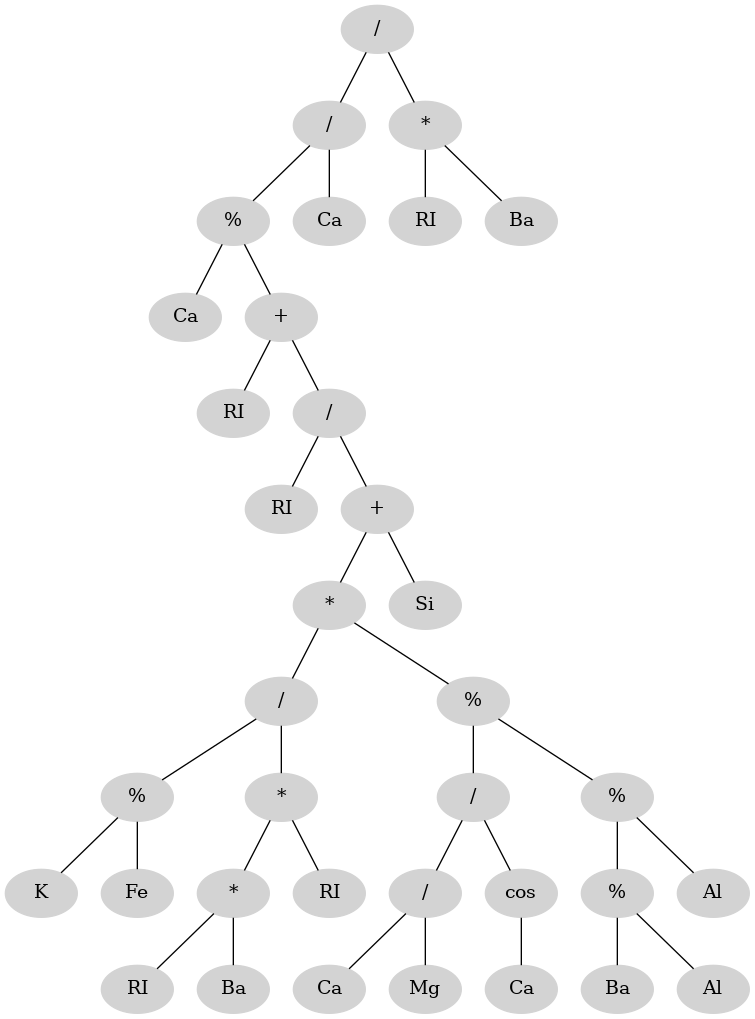 /
/ *
% Ca RI Ba
Ca +
RI /
RI +
* Si
/ %
% * / %
K Fe * RI / cos % Al
RI Ba Ca Mg Ca Ba Al